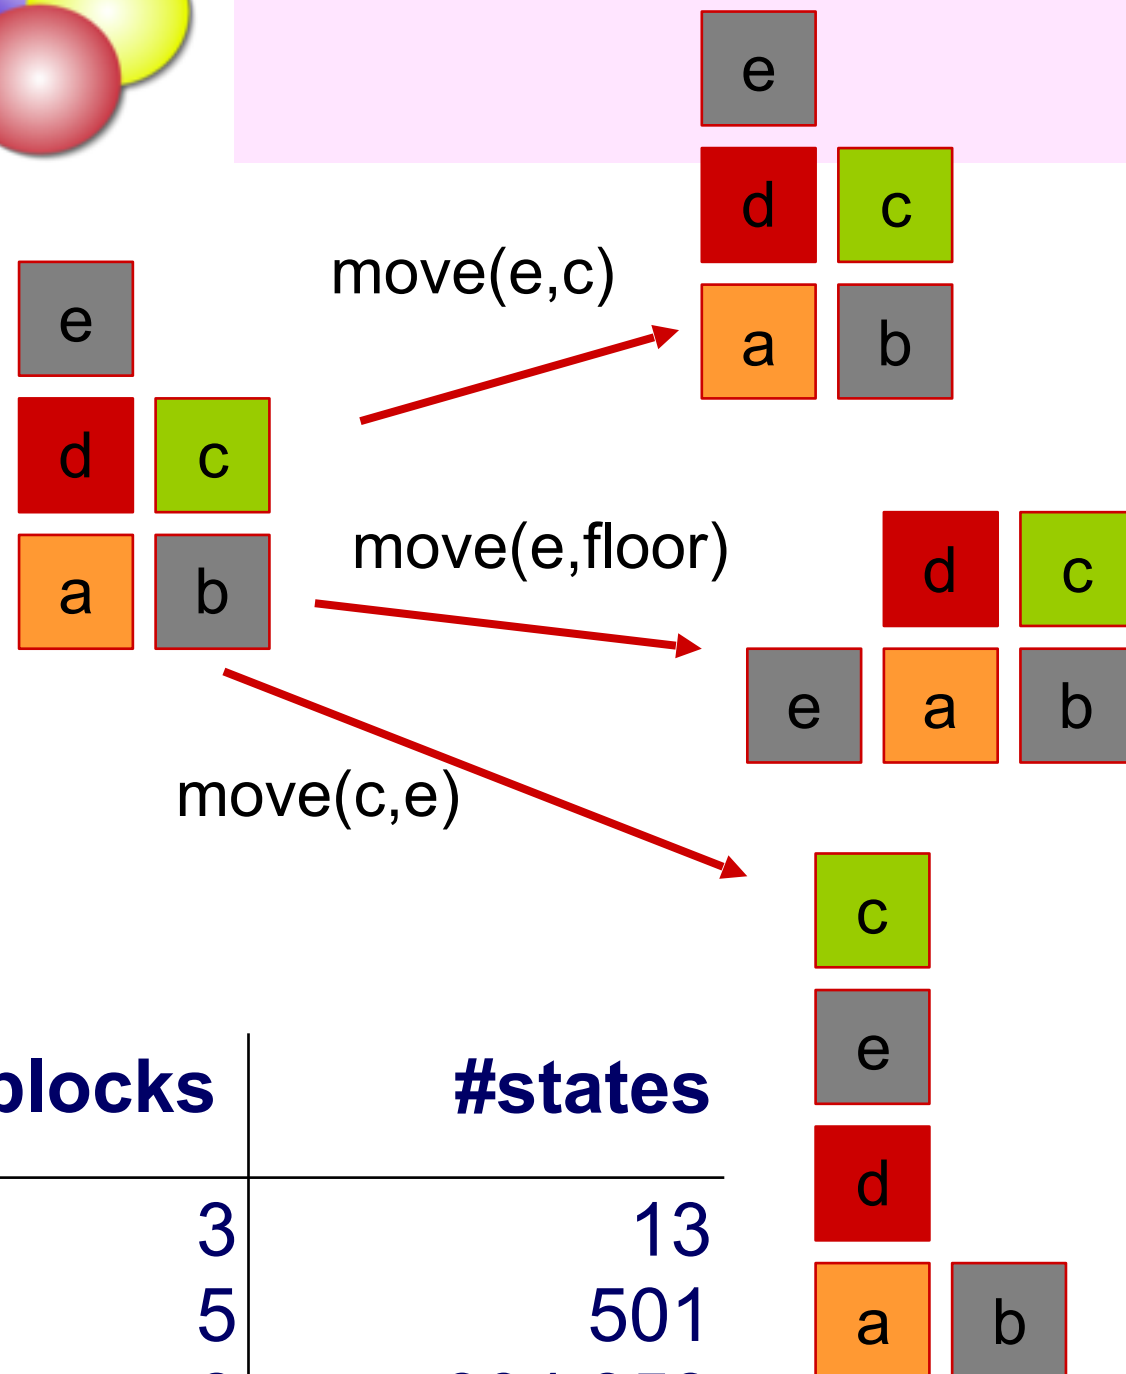 e
d c
a b
move(e,c)
e
d c
a b
move(e,floor)
d c
e a b
move(c,e)
c
e
d
a b
blocks #states
3 13
5 501